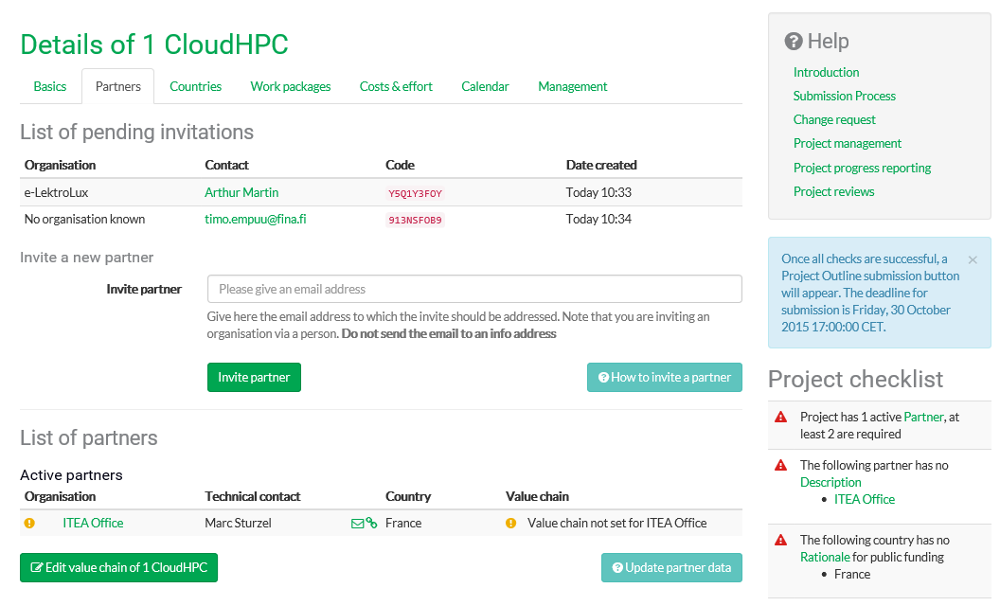 Details of 1 CloudHPC
Basics Partners Countries Work packages Costs & effort Calendar Management
List of pending invitations
Organisation Contact Code Date created
e-LektroLux Arthur Martin Y5Q1Y3FOY Today 10:33
No organisation known timo.empuu@fina.fi 913NSFOB9 Today 10:34
Invite a new partner
Invite partner Please give an email address
Give here the email address to which the invite should be addressed. Note that you are inviting an
organisation via a person. Do not send the email to an info address
Invite partner How to invite a partner
List of partners
Active partners
Organisation Technical contact Country Value chain
ITEA Office Marc Sturzel France Value chain not set for ITEA Office
Edit value chain of 1 CloudHPC Update partner data
Help
Introduction
Submission Process
Change request
Project management
Project progress reporting
Project reviews
Once all checks are successful, a ×
Project Outline submission button
will appear. The deadline for
submission is Friday, 30 October
2015 17:00:00 CET.
Project checklist
Project has 1 active Partner, at
least 2 are required
The following partner has no
Description
• ITEA Office
The following country has no
Rationale for public funding
• France